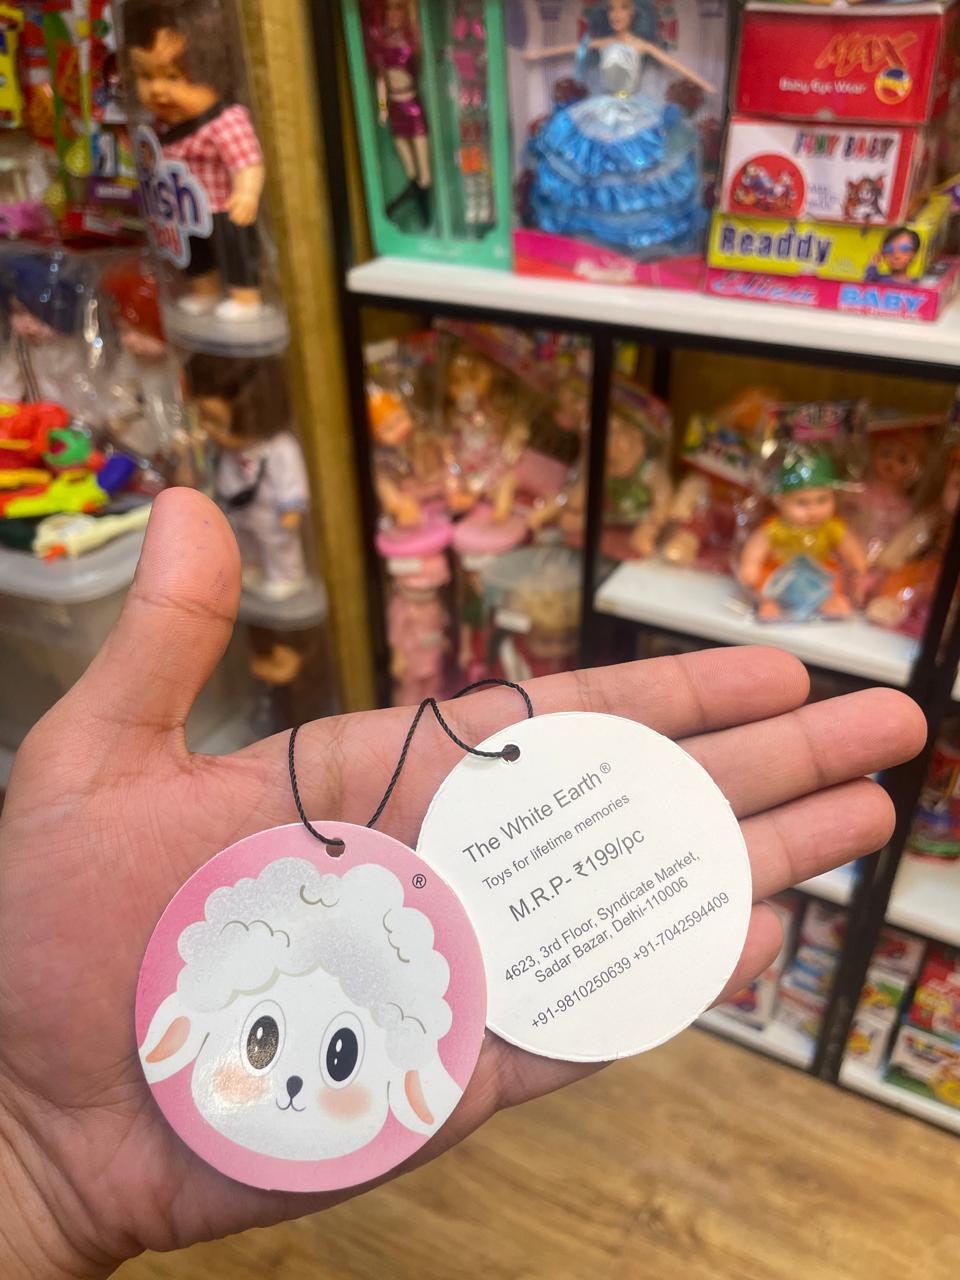 MAX
Baby Eye Wear
FUNY BABY
Readdy
BABY
ish
®
The White Earth®
Toys for lifetime memories
M.R.P- ₹199/pc
4623, 3rd Floor, Syndicate Market,
Sadar Bazar, Delhi-110006
+91-9810250639 +91-7042594409